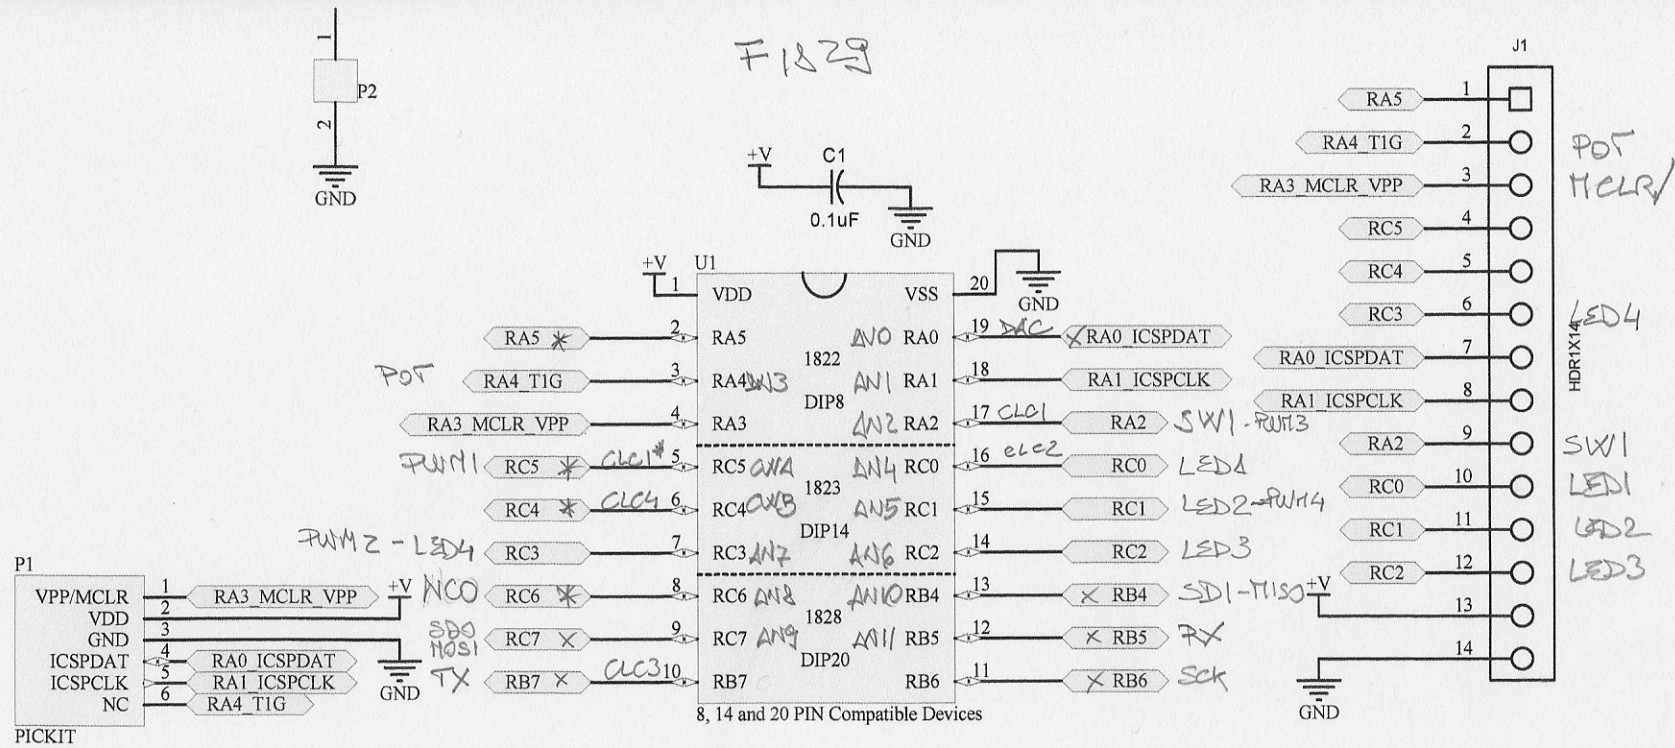 F1829
1
P2
2
GND
+V
C1
0.1uF
GND
U1
+V
1
VDD
VSS
20
GND
RA5 *
2
RA5
1822
AN0 RA0
19
DAC
X RA0_ICSPDAT
POT
RA4_T1G
3
RA4 AN3
AN1 RA1
18
RA1_ICSPCLK
DIP8
RA3_MCLR_VPP
4
RA3
AN2 RA2
17
CLC1
RA2
SW1-PWM3
PWM1
RC5 *
CLC1*
5
RC5
AN4 RC0
16
CLC2
RC0
LED1
1823
RC4 *
CLC4
6
RC4
AN5 RC1
15
RC1
LED2-PWM4
DIP14
PWM2 - LED4
RC3
7
RC3 AN7
AN6 RC2
14
RC2
LED3
NCO
RC6 *
8
RC6 AN8
AN10 RB4
13
X RB4
SDI-MISO
1828
SDO
MOSI
RC7 X
9
RC7 AN9
AN11 RB5
12
X RB5
RX
DIP20
TX
RB7 X
CLC3
10
RB7
RB6
11
X RB6
SCK
8, 14 and 20 PIN Compatible Devices
P1
VPP/MCLR
1
RA3_MCLR_VPP
+V
VDD
2
GND
3
ICSPDAT
4
RA0_ICSPDAT
GND
ICSPCLK
5
RA1_ICSPCLK
NC
6
RA4_T1G
PICKIT
J1
RA5
1
RA4_T1G
2
POT
RA3_MCLR_VPP
3
MCLR/
RC5
4
RC4
5
RC3
6
LED4
RA0_ICSPDAT
7
HDR1X14
RA1_ICSPCLK
8
RA2
9
SW1
RC0
10
LED1
RC1
11
LED2
RC2
12
LED3
+V
13
14
GND